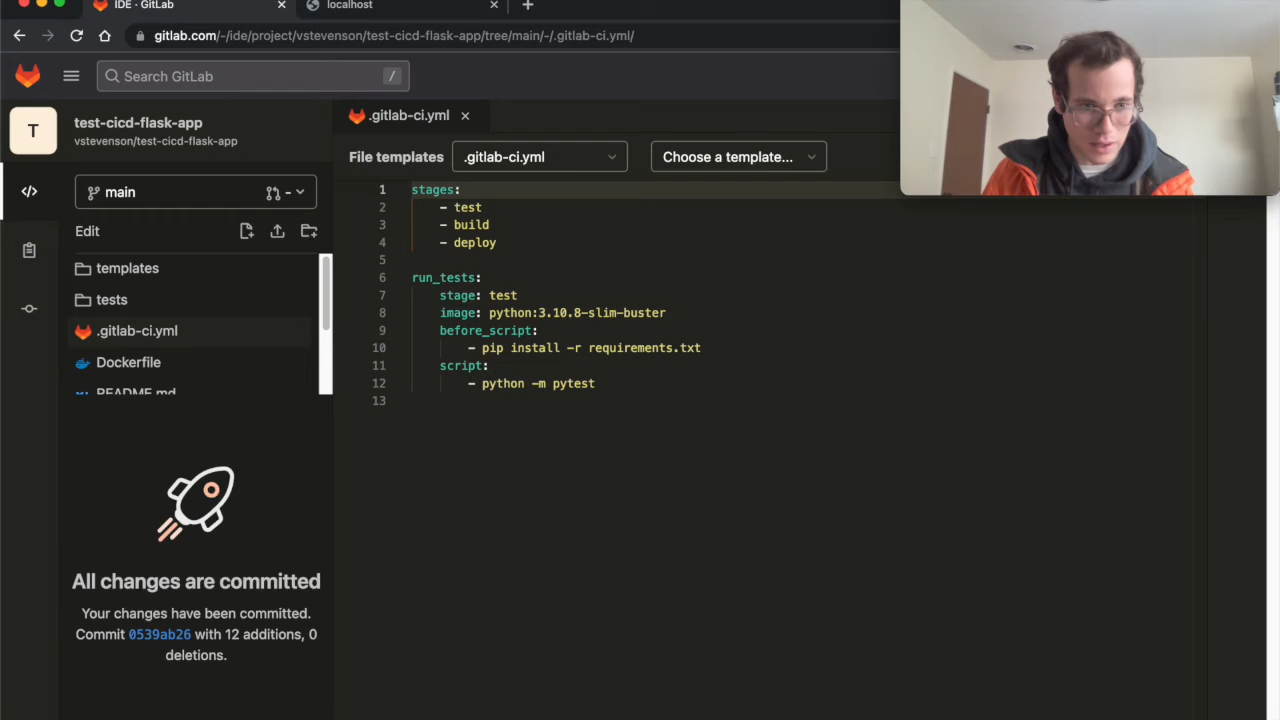 IDE · GitLab
localhost
gitlab.com/-/ide/project/vstevenson/test-cicd-flask-app/tree/main/-/.gitlab-ci.yml/
Search GitLab /
T
test-cicd-flask-app
vstevenson/test-cicd-flask-app
.gitlab-ci.yml
File templates .gitlab-ci.yml Choose a template...
main -
Edit
templates
tests
.gitlab-ci.yml
Dockerfile
README.md
All changes are committed
Your changes have been committed.
Commit 0539ab26 with 12 additions, 0
deletions.
1 stages:
2 - test
3 - build
4 - deploy
5
6 run_tests:
7 stage: test
8 image: python:3.10.8-slim-buster
9 before_script:
10 - pip install -r requirements.txt
11 script:
12 - python -m pytest
13